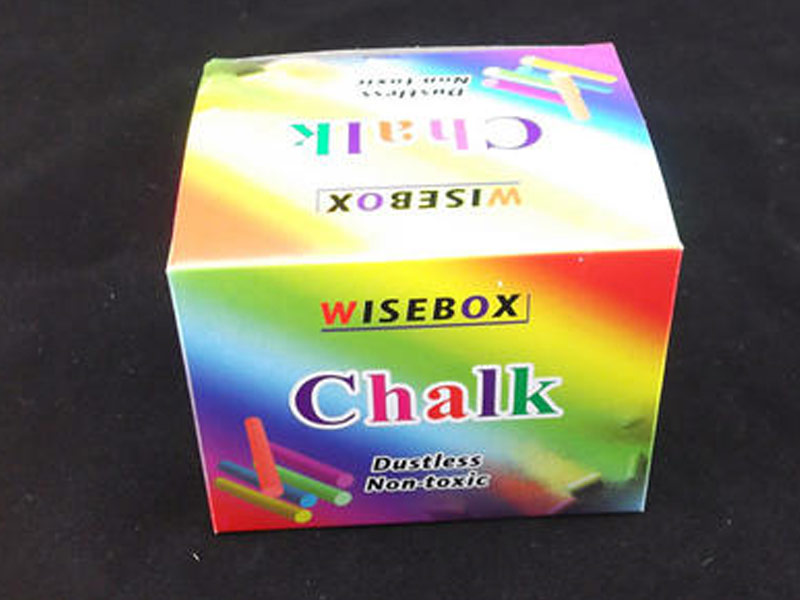 Dustless
Non-toxic
Chalk
WISEBOX
WISEBOX
Chalk
Dustless
Non-toxic